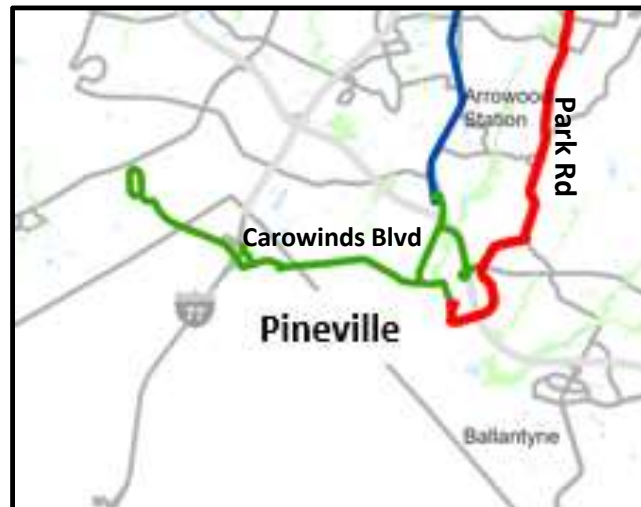 Arrowood
Station
Park Rd
Carowinds Blvd
77
Pineville
Ballantyne